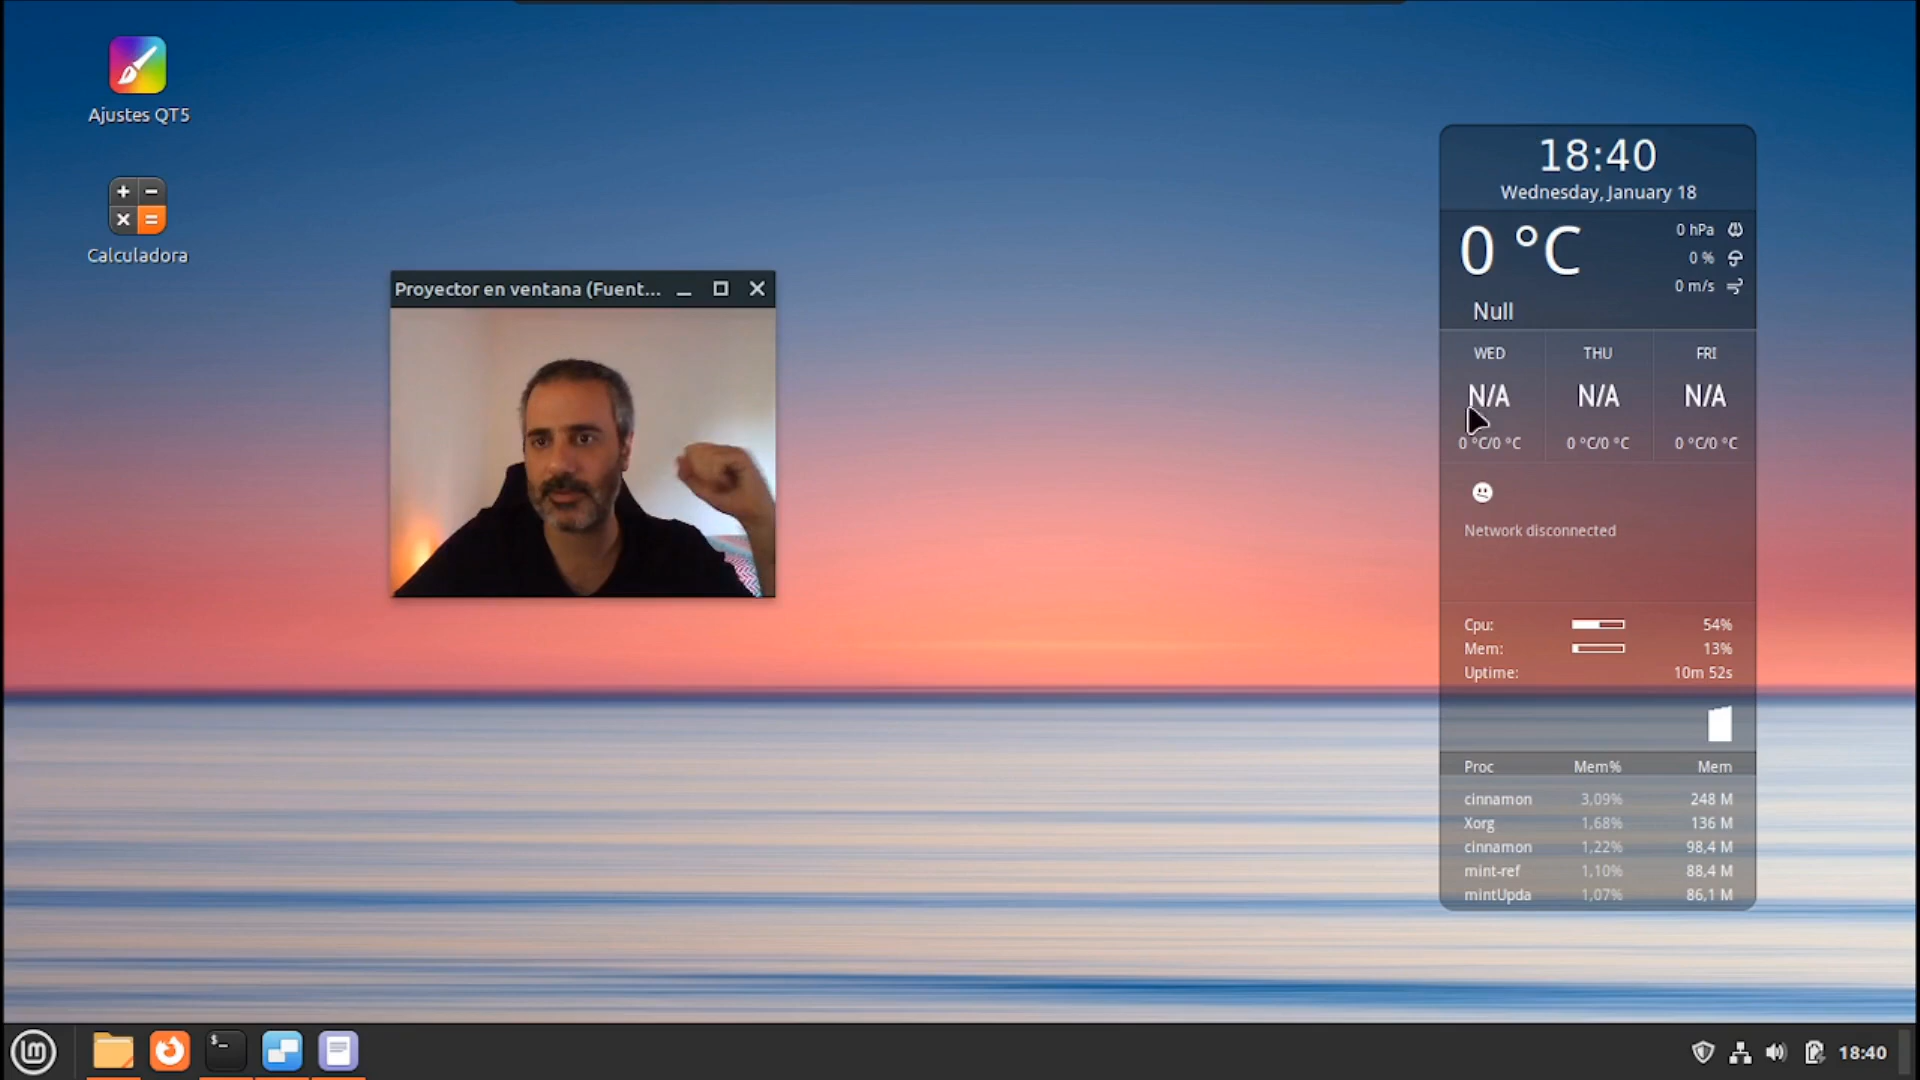 Ajustes QT5
Calculadora
Proyector en ventana (Fuent...
18:40
Wednesday, January 18
0 °C
0 hPa
0 %
0 m/s
Null
WED THU FRI
N/A N/A N/A
0 °C/0 °C 0 °C/0 °C 0 °C/0 °C
Network disconnected
Cpu: 54%
Mem: 13%
Uptime: 10m 52s
Proc Mem% Mem
cinnamon 3,09% 248 M
Xorg 1,68% 136 M
cinnamon 1,22% 98,4 M
mint-ref 1,10% 88,4 M
mintUpda 1,07% 86,1 M
$_
18:40